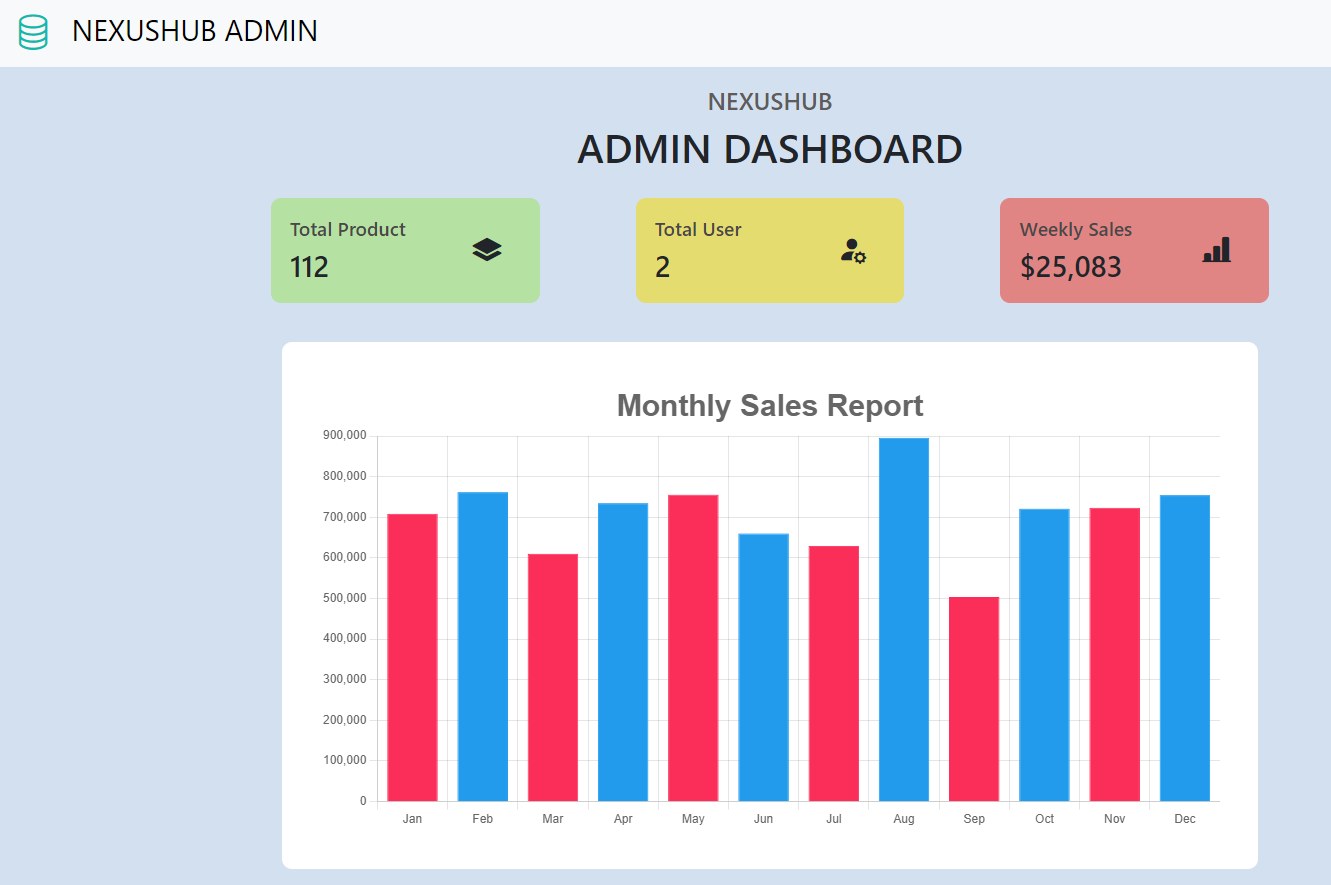 NEXUSHUB ADMIN
NEXUSHUB
ADMIN DASHBOARD
Total Product
112
Total User
2
Weekly Sales
$25,083
Monthly Sales Report
900,000
800,000
700,000
600,000
500,000
400,000
300,000
200,000
100,000
0
Jan Feb Mar Apr May Jun Jul Aug Sep Oct Nov Dec